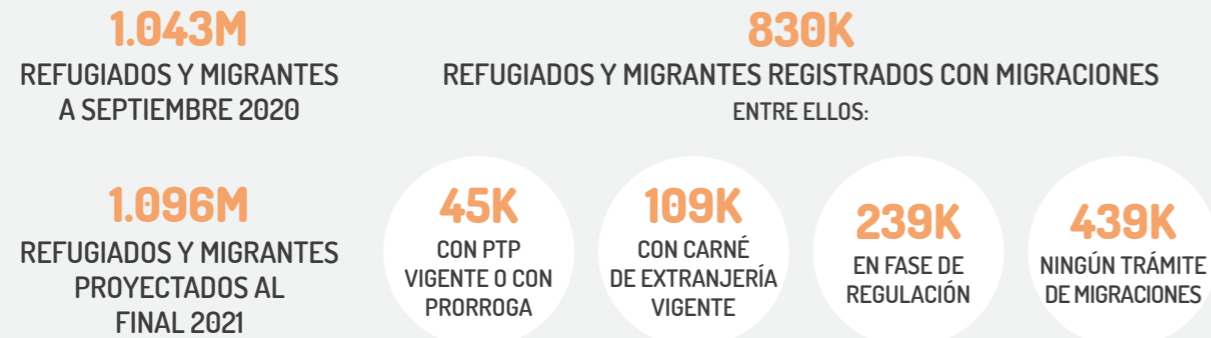 1.043M
REFUGIADOS Y MIGRANTES
A SEPTIEMBRE 2020
830K
REFUGIADOS Y MIGRANTES REGISTRADOS CON MIGRACIONES
ENTRE ELLOS:
1.096M
REFUGIADOS Y MIGRANTES
PROYECTADOS AL
FINAL 2021
45K
CON PTP
VIGENTE O CON
PRORROGA
109K
CON CARNÉ
DE EXTRANJERÍA
VIGENTE
239K
EN FASE DE
REGULACIÓN
439K
NINGÚN TRÁMITE
DE MIGRACIONES